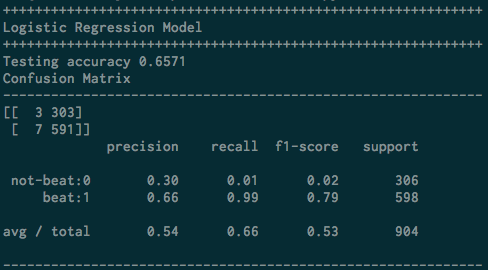 ++++++++++++++++++++++++++++++++++++++++++++++++++++++++++++
Logistic Regression Model
++++++++++++++++++++++++++++++++++++++++++++++++++++++++++++
Testing accuracy 0.6571
Confusion Matrix
------------------------------------------------------------
[[  3 303]
 [  7 591]]
             precision    recall  f1-score   support

 not-beat:0       0.30      0.01      0.02       306
     beat:1       0.66      0.99      0.79       598

avg / total       0.54      0.66      0.53       904

------------------------------------------------------------